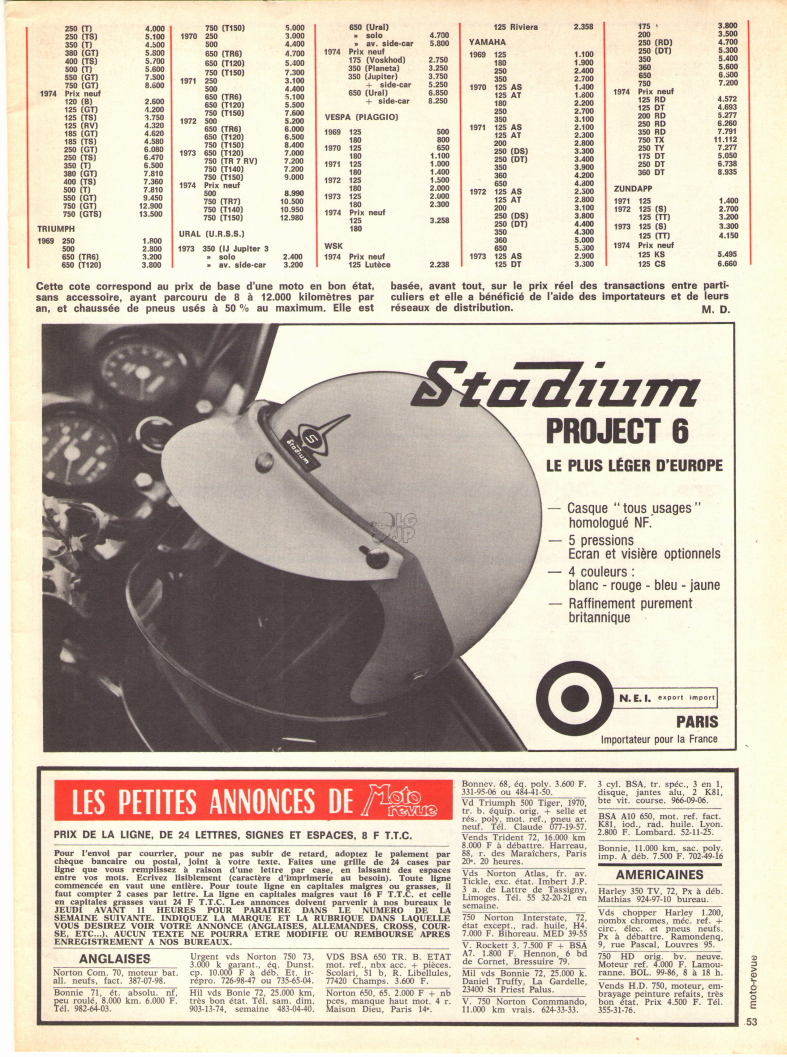 250 (T) 4.000
250 (TS) 5.100
350 (T) 4.500
380 (GT) 5.800
400 (TS) 5.700
500 (T) 5.600
550 (GT) 7.500
750 (GT) 8.600
1974 Prix neuf
120 (B) 2.600
125 (GT) 4.200
125 (TS) 3.750
125 (RV) 4.320
185 (GT) 4.620
185 (TS) 4.580
250 (GT) 6.080
250 (TS) 6.470
350 (T) 6.500
380 (GT) 7.810
400 (TS) 7.360
500 (T) 7.810
550 (GT) 9.450
750 (GT) 12.900
750 (GTS) 13.500
TRIUMPH
1969 250 1.800
500 2.800
650 (TR6) 3.200
650 (T120) 3.800
750 (T150) 5.000
1970 250 3.000
500 4.400
650 (TR6) 4.700
650 (T120) 5.400
750 (T150) 7.300
1971 250 3.100
500 4.400
650 (TR6) 5.100
650 (T120) 5.500
750 (T150) 7.600
1972 500 5.200
650 (TR6) 6.000
650 (T120) 6.500
750 (T150) 8.400
1973 650 (T120) 7.000
750 (TR 7 RV) 7.200
750 (T140) 7.200
750 (T150) 9.000
1974 Prix neuf
500 8.990
750 (TR7) 10.500
750 (T140) 10.950
750 (T150) 12.980
URAL (U.R.S.S.)
1973 350 (IJ Jupiter 3
» solo 2.400
» av. side-car 3.200
650 (Ural)
» solo 4.700
» av. side-car 5.800
1974 Prix neuf
175 (Voskhod) 2.750
350 (Planeta) 3.250
350 (Jupiter) 3.750
+ side-car 5.250
650 (Ural) 6.850
+ side-car 8.250
VESPA (PIAGGIO)
1969 125 500
180 800
1970 125 650
180 1.100
1971 125 1.000
180 1.400
1972 125 1.500
180 2.000
1973 125 2.000
180 2.300
1974 Prix neuf
125 3.258
180
WSK
1974 Prix neuf
125 Lutèce 2.238
125 Riviera 2.358
YAMAHA
1969 125 1.100
180 1.900
250 2.400
350 2.700
1970 125 AS 1.400
125 AT 1.600
180 2.200
250 2.700
350 3.100
1971 125 AS 2.100
125 AT 2.300
200 2.800
250 (DS) 3.300
250 (DT) 3.400
350 3.900
360 4.200
650 4.800
1972 125 AS 2.300
125 AT 2.800
200 3.100
250 (DS) 3.800
250 (DT) 4.400
350 4.300
360 5.000
650 5.300
1973 125 AS 2.900
125 DT 3.300
175 3.800
200 3.500
250 (RD) 4.700
250 (DT) 5.300
350 5.400
360 5.600
650 6.500
750 7.200
1974 Prix neuf
125 RD 4.572
125 DT 4.693
200 RD 5.277
250 RD 6.260
350 RD 7.791
750 TX 11.112
250 TY 7.277
175 DT 5.050
250 DT 6.738
360 DT 8.935
ZUNDAPP
1971 125 1.400
1972 125 (S) 2.700
125 (TT) 3.200
1973 125 (S) 3.300
125 (TT) 4.150
1974 Prix neuf
125 KS 5.495
125 CS 6.660
Cette cote correspond au prix de base d'une moto en bon état,
sans accessoire, ayant parcouru de 8 à 12.000 kilomètres par
an, et chaussée de pneus usés à 50 % au maximum. Elle est
basée, avant tout, sur le prix réel des transactions entre parti-
culiers et elle a bénéficié de l'aide des importateurs et de leurs
réseaux de distribution.
M. D.
Stadium
PROJECT 6
LE PLUS LÉGER D'EUROPE
— Casque "tous usages"
homologué NF.
— 5 pressions
Ecran et visière optionnels
— 4 couleurs :
blanc - rouge - bleu - jaune
— Raffinement purement
britannique
S
Stadium
LG
JP
N.E.I. export import
PARIS
Importateur pour la France
LES PETITES ANNONCES DE Moto revue
PRIX DE LA LIGNE, DE 24 LETTRES, SIGNES ET ESPACES, 8 F T.T.C.
Pour l'envoi par courrier, pour ne pas subir de retard, adoptez le paiement par
chèque bancaire ou postal, joint à votre texte. Faites une grille de 24 cases par
ligne que vous remplissez à raison d'une lettre par case, en laissant des espaces
entre vos mots. Ecrivez lisiblement (caractère d'imprimerie au besoin). Toute ligne
commencée en vaut une entière. Pour toute ligne en capitales maigres ou grasses, il
faut compter 2 cases par lettre. La ligne en capitales maigres vaut 16 F T.T.C. et celle
en capitales grasses vaut 24 F T.T.C. Les annonces doivent parvenir à nos bureaux le
JEUDI AVANT 11 HEURES POUR PARAITRE DANS LE NUMERO DE LA
SEMAINE SUIVANTE. INDIQUEZ LA MARQUE ET LA RUBRIQUE DANS LAQUELLE
VOUS DESIREZ VOIR VOTRE ANNONCE (ANGLAISES, ALLEMANDES, CROSS, COUR-
SE, ETC...). AUCUN TEXTE NE POURRA ETRE MODIFIE OU REMBOURSE APRES
ENREGISTREMENT A NOS BUREAUX.
ANGLAISES
Norton Com. 70, moteur bat.
all. neufs, fact. 387-07-98.
Bonnie 71, ét. absolu. nf,
peu roulé, 8.000 km. 6.000 F.
Tél. 982-64-03.
Urgent vds Norton 750 73,
3.000 k garant., éq. Dunst.
cp. 10.000 F à déb. Et. ir-
répro. 726-98-47 ou 735-65-04.
Hil vds Bonie 72, 25.000 km,
très bon état. Tél. sam. dim.
903-13-74, semaine 483-04-40.
VDS BSA 650 TR. B. ETAT
mot. ref., nbx acc. + pièces.
Scolari, 51 b, R. Libellules,
77420 Champs. 3.600 F.
Norton 650, 65. 2.000 F + nb
pces, manque haut mot. 4 r.
Maison Dieu, Paris 14e.
Bonnev. 68, éq. poly. 3.600 F.
331-95-06 ou 484-41-50.
Vd Triumph 500 Tiger, 1970,
tr. b. équip. orig. + selle et
rés. poly, mot. ref., pneu ar.
neuf. Tél. Claude 077-19-57.
Vends Trident 72, 16.000 km
8.000 F à débattre. Harreau,
88, r. des Maraîchers, Paris
20e. 20 heures.
Vds Norton Atlas, fr. av.
Tickle, exc. état. Imbert J.P.
3 a. de Lattre de Tassigny,
Limoges. Tél. 55 32-20-21 en
semaine.
750 Norton Interstate, 72,
état except., rad. huile, H4.
7.000 F. Bihoreau. MED 39-55
V. Rockett 3. 7.500 F + BSA
A7. 1.800 F. Hennon, 6 bd
de Cornet, Bressuire 79.
Mil vds Bonnie 72, 25.000 k.
Daniel Truffy, La Gardelle,
23400 St Priest Palus.
V. 750 Norton Conmmando,
11.000 km vrais. 624-33-33.
3 cyl. BSA, tr. spéc., 3 en 1,
disque, jantes alu, 2 K81,
bte vit. course. 966-09-06.
BSA A10 650, mot. ref. fact.
K81, iod., rad. huile. Lyon.
2.800 F. Lombard. 52-11-25.
Bonnie, 11.000 km, sac. poly.
imp. A déb. 7.500 F. 702-49-16
AMERICAINES
Harley 350 TV, 72, Px à déb.
Mathias 924-97-10 bureau.
Vds chopper Harley 1.200,
nombx chromes, méc. ref. +
circ. élec. et pneus neufs.
Px à débattre. Ramondenq,
9, rue Pascal, Louvres 95.
750 HD orig. bv. neuve.
Moteur ref. 4.000 F. Lamou-
ranne. BOL. 99-86, 8 à 18 h.
Vends H.D. 750, moteur, em-
brayage peinture refaits, très
bon état. Prix 4.500 F. Tél.
355-31-76.
moto-revue
53